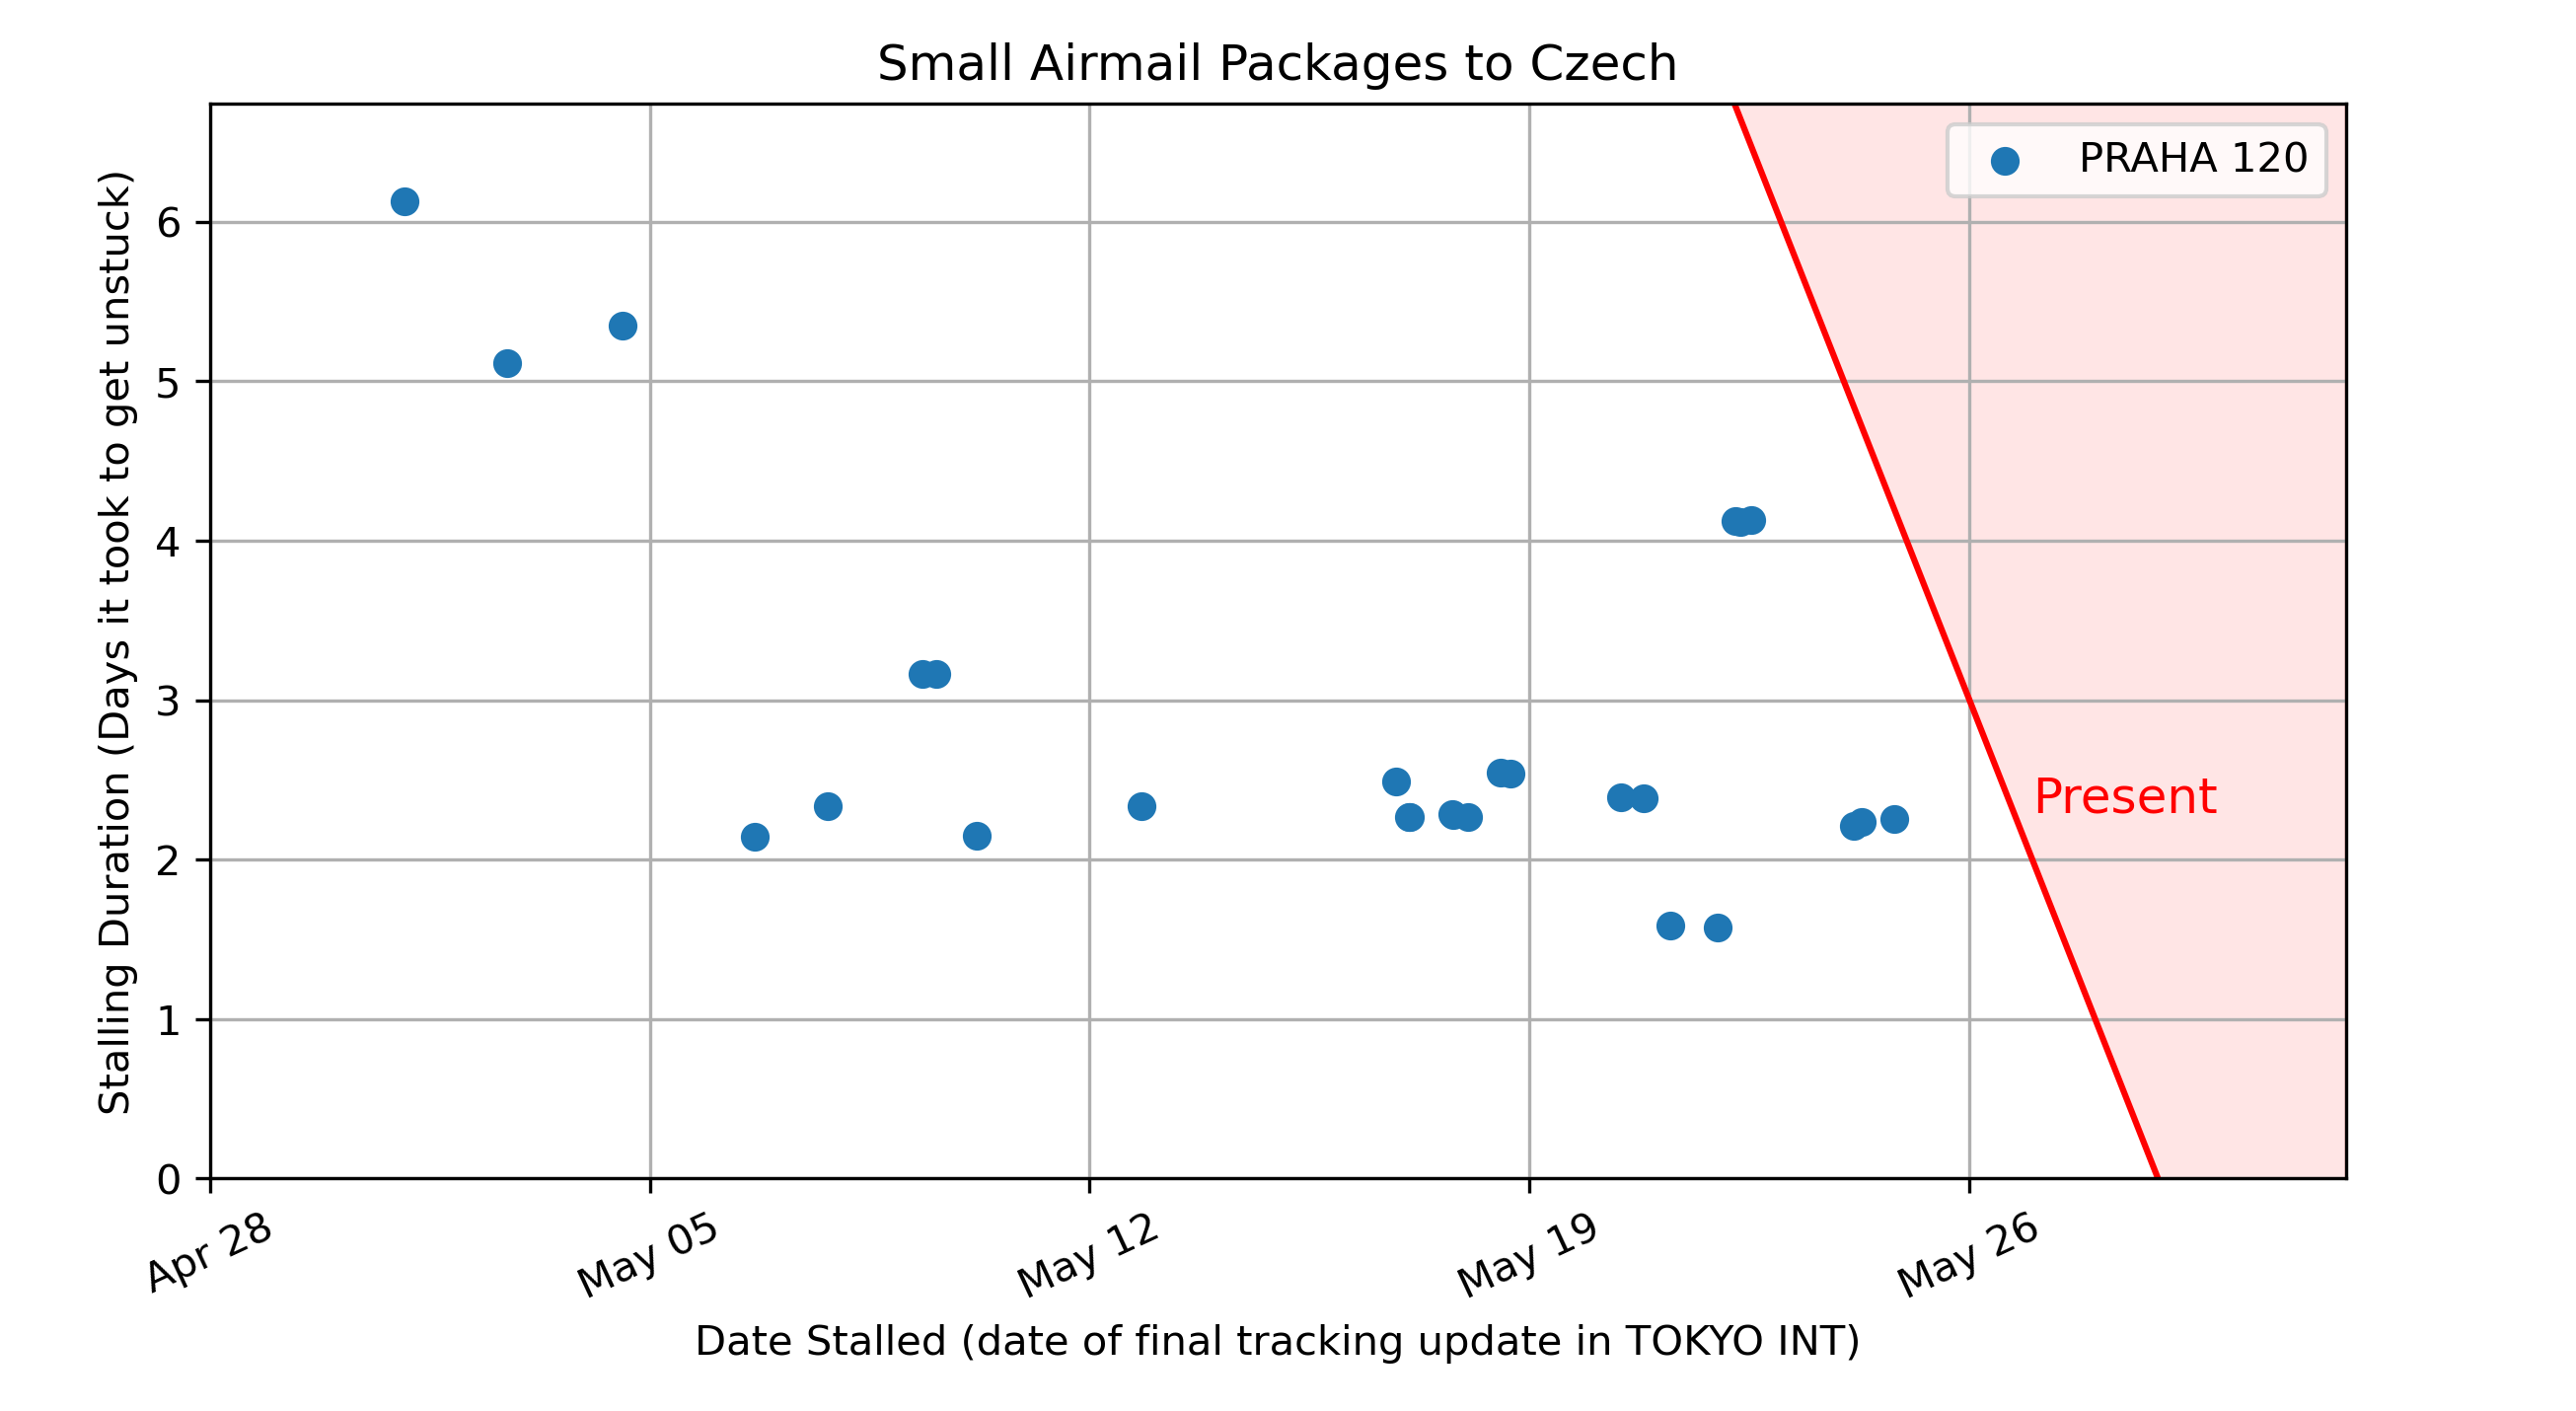 Small Airmail Packages to Czech
PRAHA 120
Stalling Duration (Days it took to get unstuck)
6
5
4
3
2
1
0
Present
Apr 28
May 05
May 12
May 19
May 26
Date Stalled (date of final tracking update in TOKYO INT)